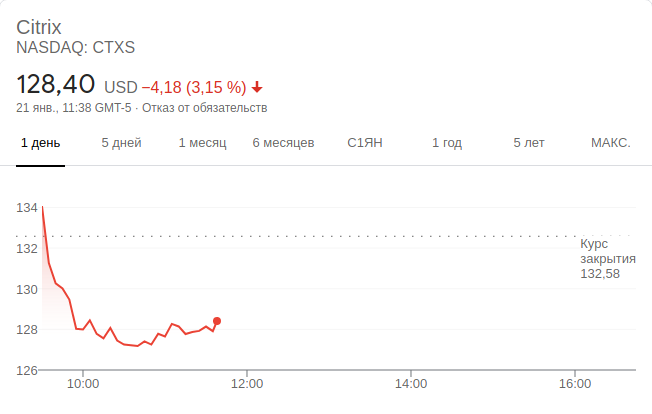 Citrix
NASDAQ: CTXS
128,40 USD −4,18 (3,15 %)
21 янв., 11:38 GMT-5 · Отказ от обязательств
1 день 5 дней 1 месяц 6 месяцев С1ЯН 1 год 5 лет МАКС.
134
132
130
128
126
Курс
закрытия
132,58
10:00 12:00 14:00 16:00